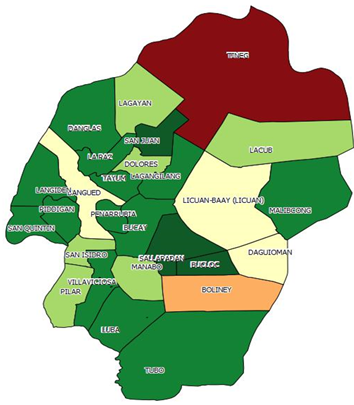 TINEG
LAGAYAN
DANGLAS
SAN JUAN
LACUB
LA PAZ
DOLORES
TAYUM
LAGANGILANG
LANGIDEN
BANGUED
LICUAN-BAAY (LICUAN)
MALIBCONG
PIDDIGAN
PENARRUBIA
SAN QUINTIN
BUCAY
SAN ISIDRO
SALLAPADAN
DAGUIOMAN
MANABO
BUCLOC
VILLAVICIOSA
PILAR
BOLINEY
LUBA
TUBO